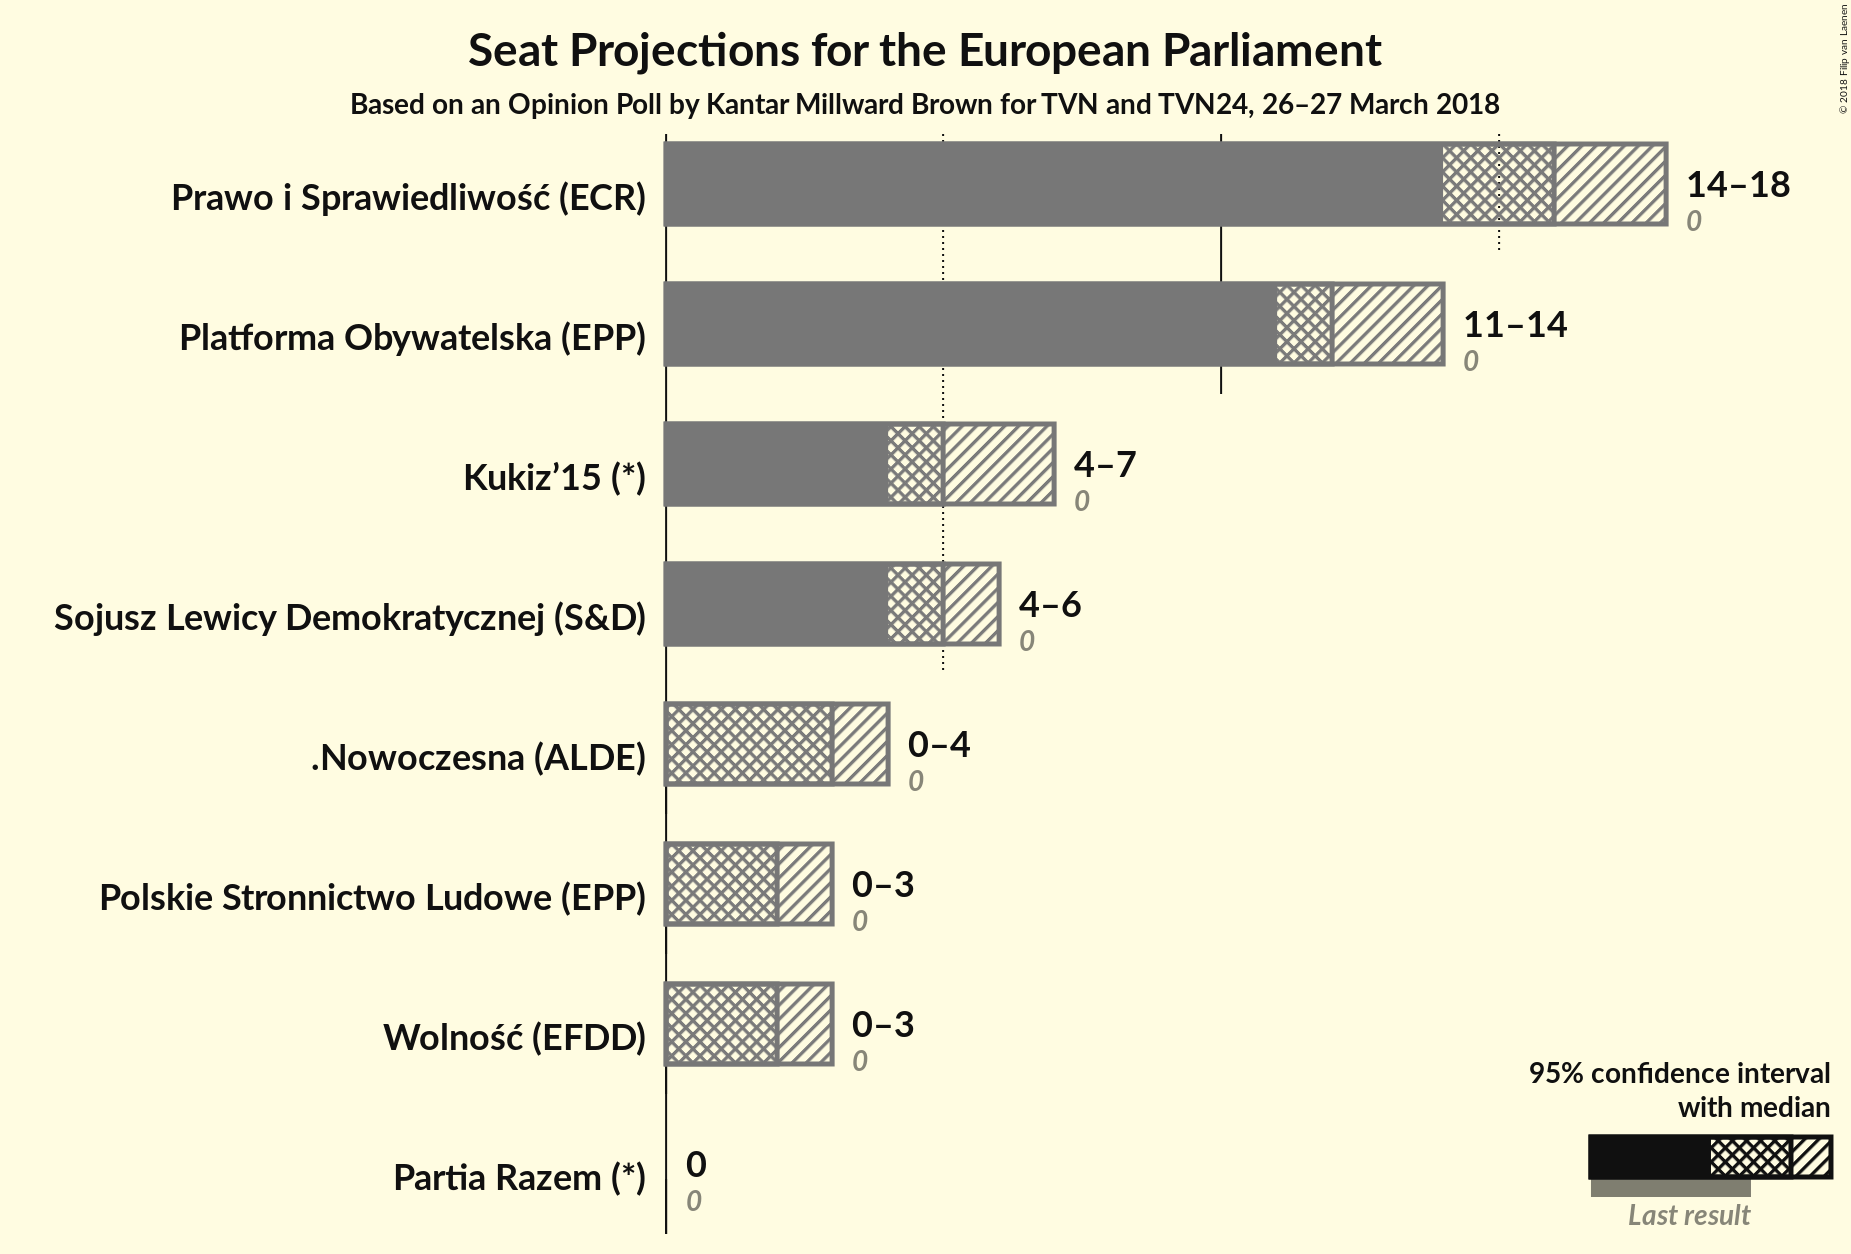 Seat Projections for the European Parliament
Based on an Opinion Poll by Kantar Millward Brown for TVN and TVN24, 26–27 March 2018
© 2018 Filip van Laenen
Prawo i Sprawiedliwość (ECR)
14–18
0
Platforma Obywatelska (EPP)
11–14
0
Kukiz’15 (*)
4–7
0
Sojusz Lewicy Demokratycznej (S&D)
4–6
0
.Nowoczesna (ALDE)
0–4
0
Polskie Stronnictwo Ludowe (EPP)
0–3
0
Wolność (EFDD)
0–3
0
Partia Razem (*)
0
0
95% confidence interval
with median
Last result